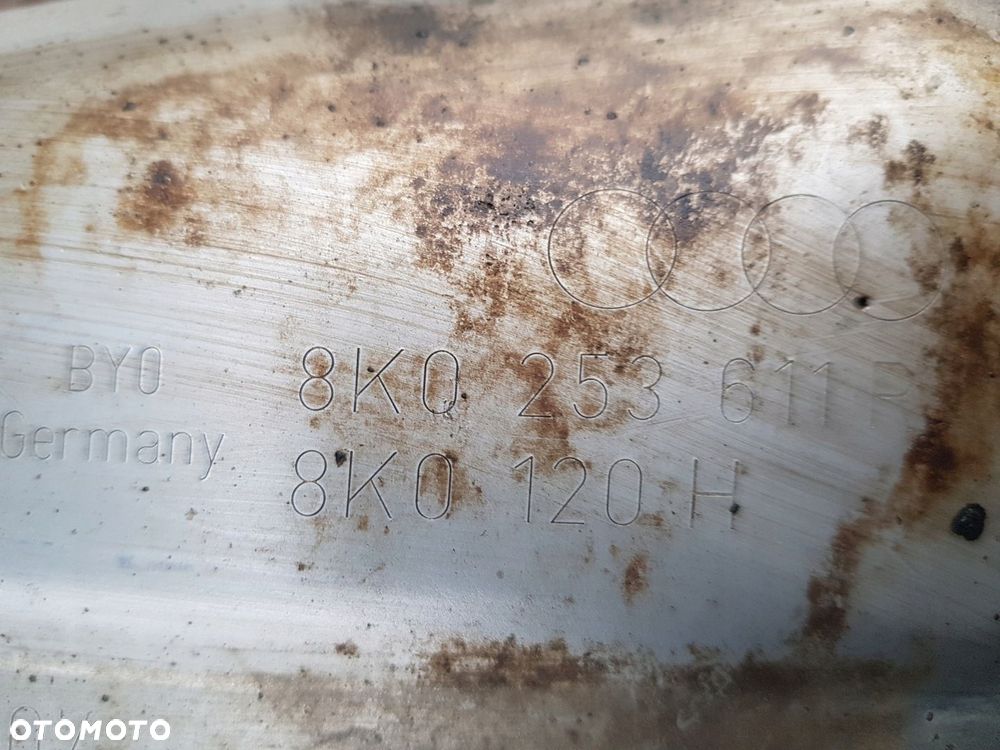 BY0 8K0 253 611 P
Germany 8K0 120 H
OTOMOTO